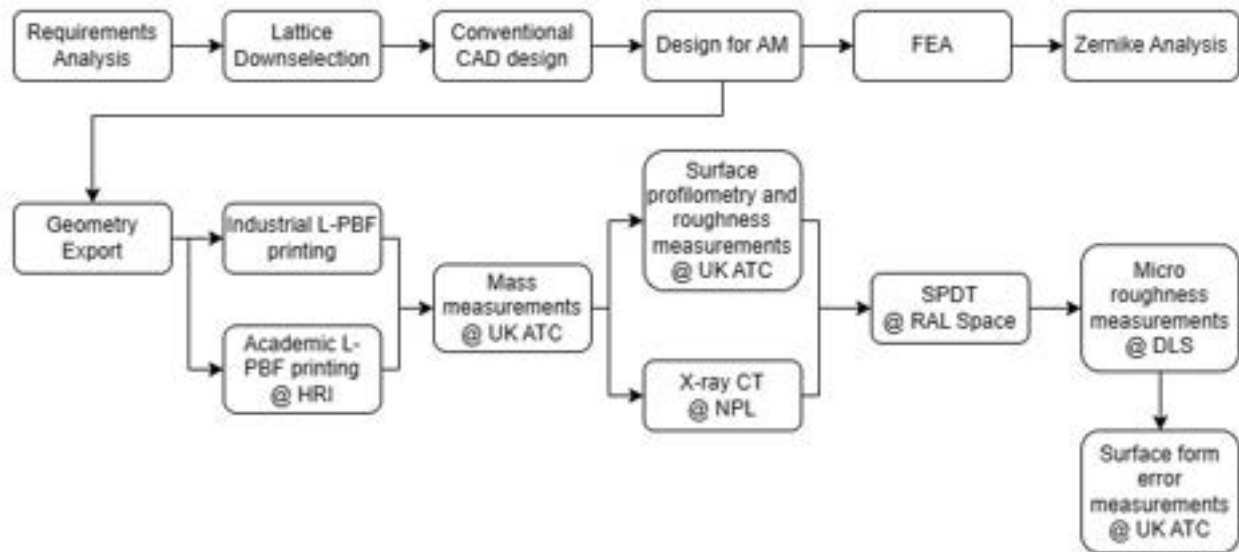 Requirements
Analysis
Lattice
Downselection
Conventional
CAD design
Design for AM
FEA
Zernike Analysis
Geometry
Export
Industrial L-PBF
printing
Academic L-
PBF printing
@ HRI
Mass
measurements
@ UK ATC
Surface
profilometry and
roughness
measurements
@ UK ATC
X-ray CT
@ NPL
SPDT
@ RAL Space
Micro
roughness
measurements
@ DLS
Surface form
error
measurements
@ UK ATC